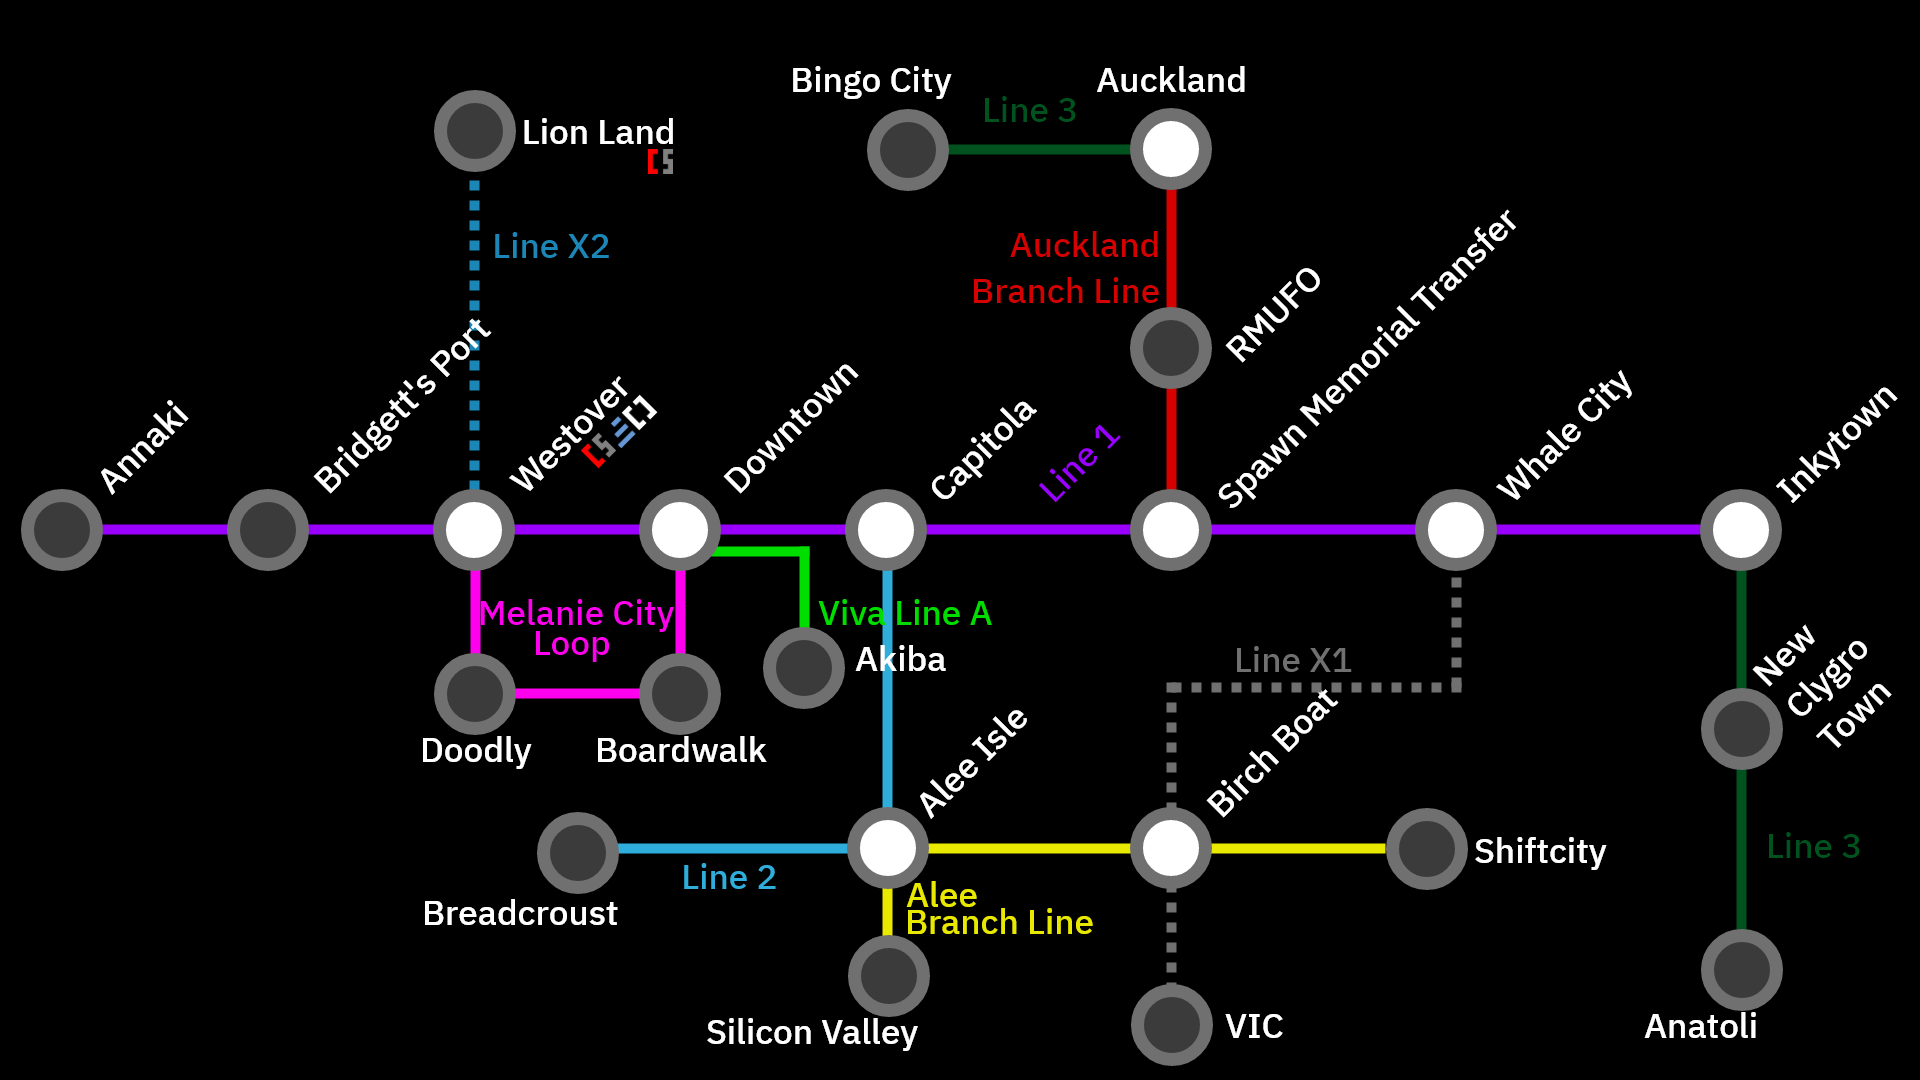 Bingo City
Auckland
Line 3
Lion Land
Line X2
Auckland
Branch Line
RMUFO
Spawn Memorial Transfer
Annaki
Bridgett's Port
Westover
Downtown
Capitola
Line 1
Whale City
Inkytown
Melanie City
Loop
Viva Line A
Akiba
Line X1
New
Clygro
Town
Doodly
Boardwalk
Alee Isle
Birch Boat
Shiftcity
Line 3
Line 2
Breadcroust
Alee
Branch Line
Silicon Valley
VIC
Anatoli